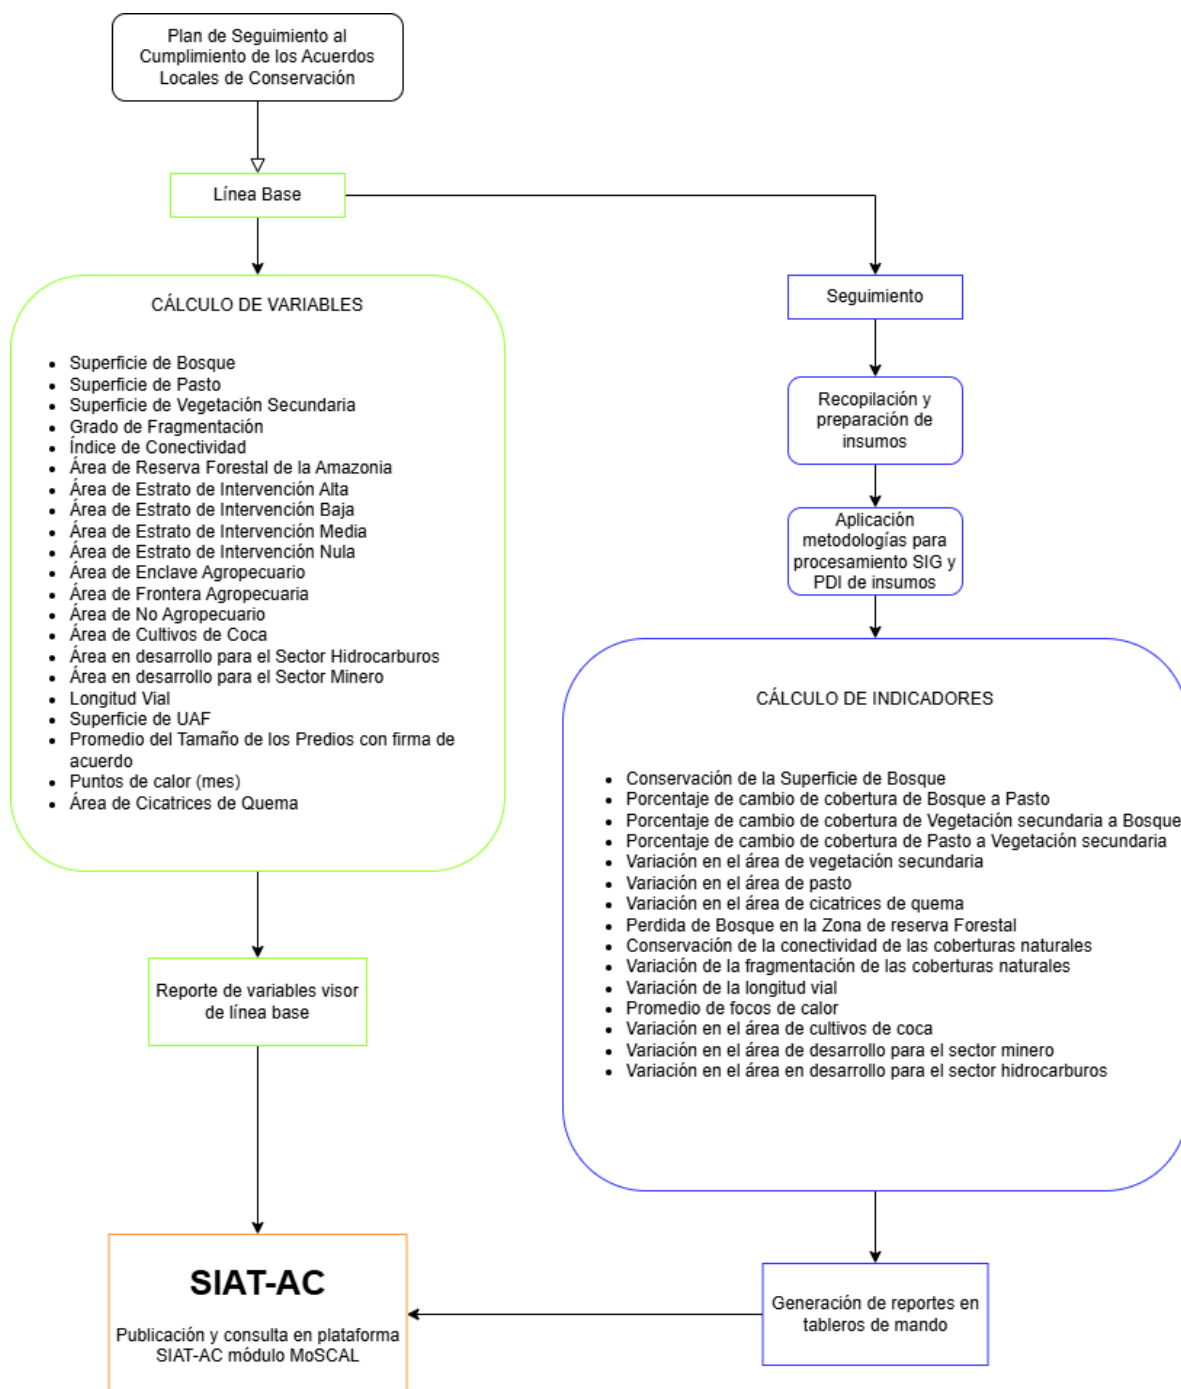 Plan de Seguimiento al
Cumplimiento de los Acuerdos
Locales de Conservación
Línea Base
CÁLCULO DE VARIABLES
• Superficie de Bosque
• Superficie de Pasto
• Superficie de Vegetación Secundaria
• Grado de Fragmentación
• Índice de Conectividad
• Área de Reserva Forestal de la Amazonia
• Área de Estrato de Intervención Alta
• Área de Estrato de Intervención Baja
• Área de Estrato de Intervención Media
• Área de Estrato de Intervención Nula
• Área de Enclave Agropecuario
• Área de Frontera Agropecuaria
• Área de No Agropecuario
• Área de Cultivos de Coca
• Área en desarrollo para el Sector Hidrocarburos
• Área en desarrollo para el Sector Minero
• Longitud Vial
• Superficie de UAF
• Promedio del Tamaño de los Predios con firma de
acuerdo
• Puntos de calor (mes)
• Área de Cicatrices de Quema
Reporte de variables visor
de línea base
Seguimiento
Recopilación y
preparación de
insumos
Aplicación
metodologías para
procesamiento SIG y
PDI de insumos
CÁLCULO DE INDICADORES
• Conservación de la Superficie de Bosque
• Porcentaje de cambio de cobertura de Bosque a Pasto
• Porcentaje de cambio de cobertura de Vegetación secundaria a Bosque
• Porcentaje de cambio de cobertura de Pasto a Vegetación secundaria
• Variación en el área de vegetación secundaria
• Variación en el área de pasto
• Variación en el área de cicatrices de quema
• Perdida de Bosque en la Zona de reserva Forestal
• Conservación de la conectividad de las coberturas naturales
• Variación de la fragmentación de las coberturas naturales
• Variación de la longitud vial
• Promedio de focos de calor
• Variación en el área de cultivos de coca
• Variación en el área de desarrollo para el sector minero
• Variación en el área en desarrollo para el sector hidrocarburos
Generación de reportes en
tableros de mando
SIAT-AC
Publicación y consulta en plataforma
SIAT-AC módulo MoSCAL